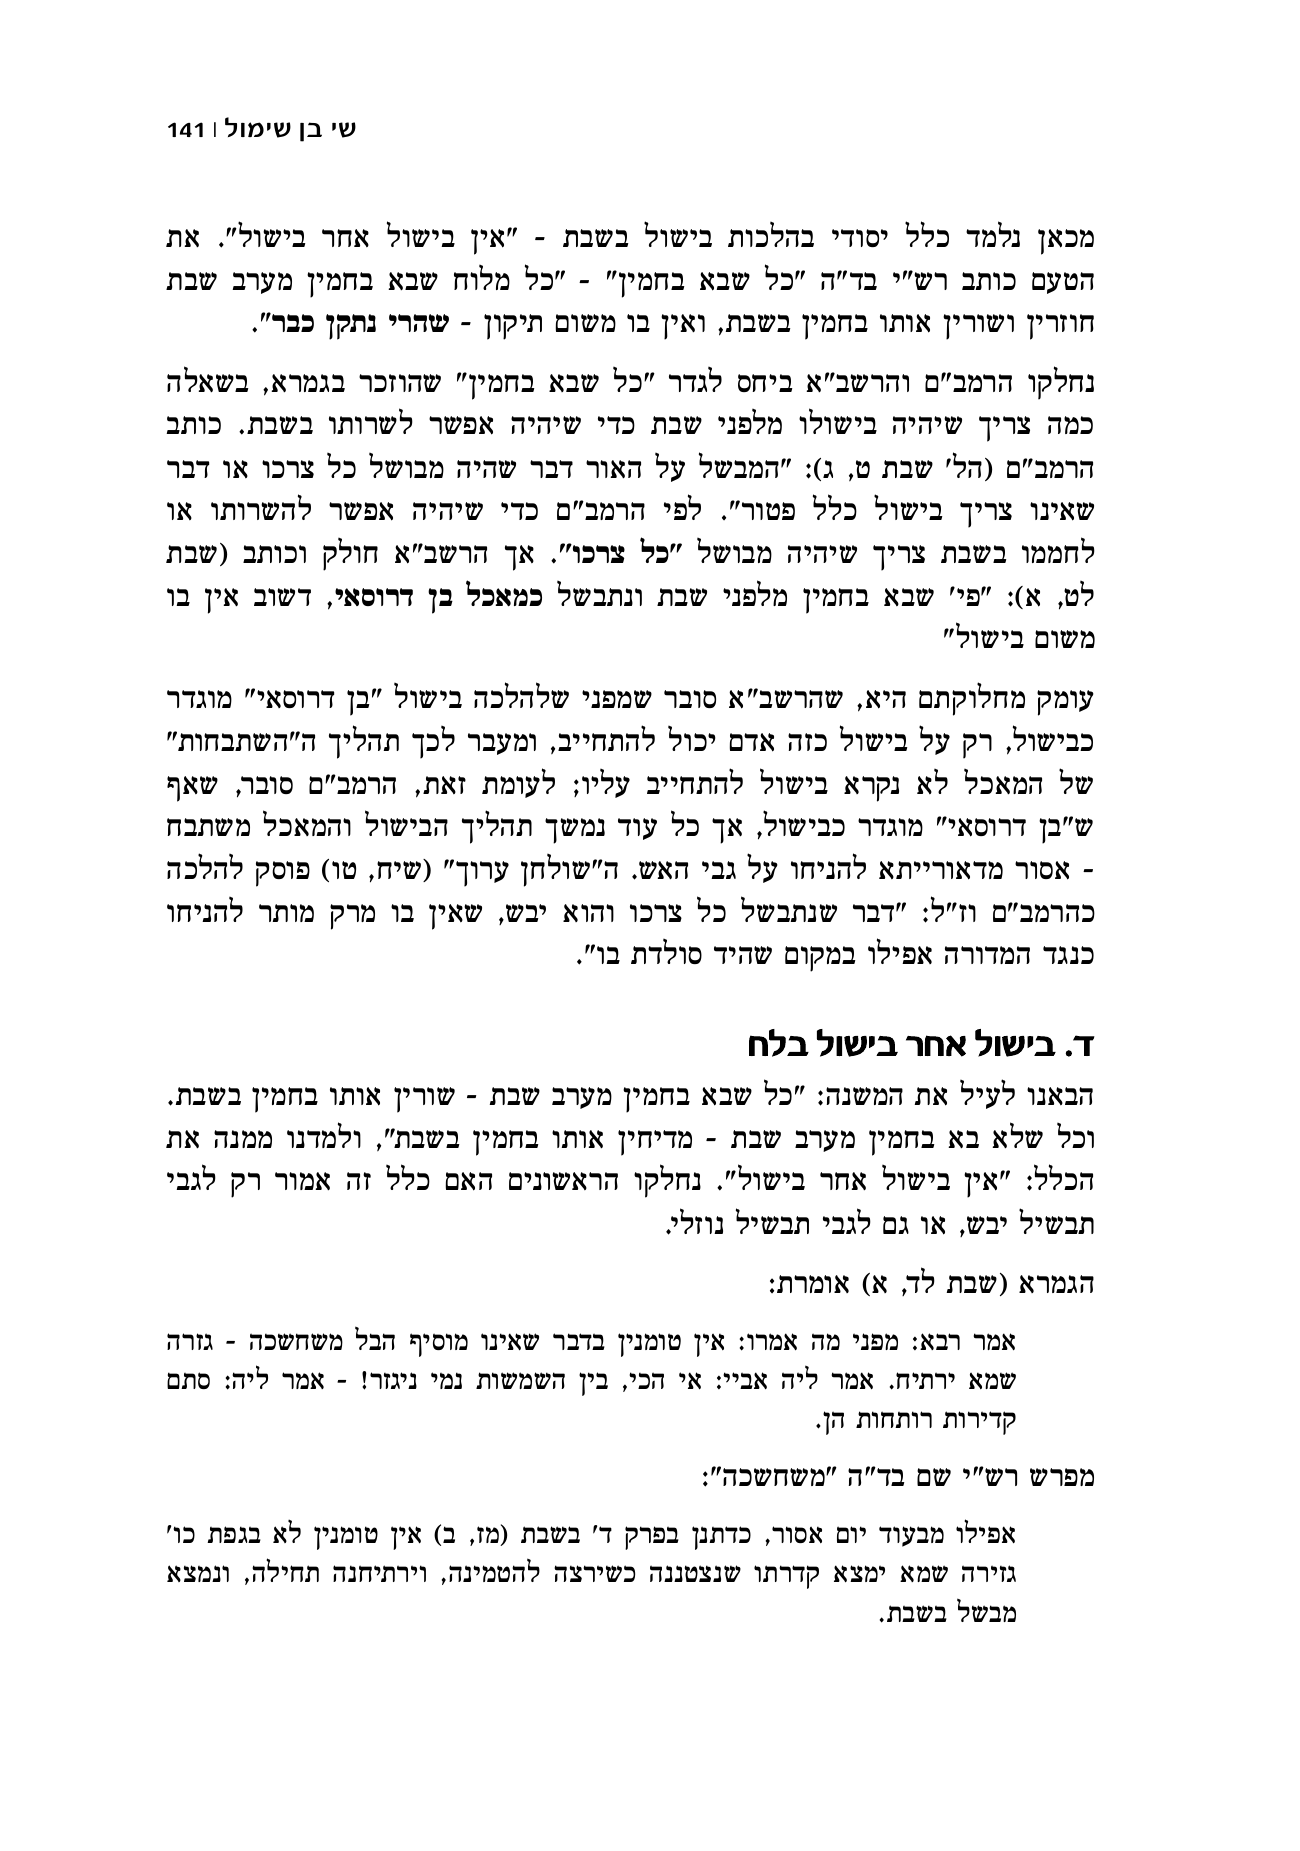 שי בן שימול | 141
מכאן נלמד כלל יסודי בהלכות בישול בשבת - "אין בישול אחר בישול". את
הטעם כותב רש"י בד"ה "כל שבא בחמין" - "כל מלוח שבא בחמין מערב שבת
חוזרין ושורין אותו בחמין בשבת, ואין בו משום תיקון - שהרי נתקן כבר".
נחלקו הרמב"ם והרשב"א ביחס לגדר "כל שבא בחמין" שהוזכר בגמרא, בשאלה
כמה צריך שיהיה בישולו מלפני שבת כדי שיהיה אפשר לשרותו בשבת. כותב
הרמב"ם (הל' שבת ט, ג): "המבשל על האור דבר שהיה מבושל כל צרכו או דבר
שאינו צריך בישול כלל פטור". לפי הרמב"ם כדי שיהיה אפשר להשרותו או
לחממו בשבת צריך שיהיה מבושל "כל צרכו". אך הרשב"א חולק וכותב (שבת
לט, א): "פי' שבא בחמין מלפני שבת ונתבשל כמאכל בן דרוסאי, דשוב אין בו
משום בישול"
עומק מחלוקתם היא, שהרשב"א סובר שמפני שלהלכה בישול "בן דרוסאי" מוגדר
כבישול, רק על בישול כזה אדם יכול להתחייב, ומעבר לכך תהליך ה"השתבחות"
של המאכל לא נקרא בישול להתחייב עליו; לעומת זאת, הרמב"ם סובר, שאף
ש"בן דרוסאי" מוגדר כבישול, אך כל עוד נמשך תהליך הבישול והמאכל משתבח
- אסור מדאורייתא להניחו על גבי האש. ה"שולחן ערוך" (שיח, טו) פוסק להלכה
כהרמב"ם וז"ל: "דבר שנתבשל כל צרכו והוא יבש, שאין בו מרק מותר להניחו
כנגד המדורה אפילו במקום שהיד סולדת בו".
ד. בישול אחר בישול בלח
הבאנו לעיל את המשנה: "כל שבא בחמין מערב שבת - שורין אותו בחמין בשבת.
וכל שלא בא בחמין מערב שבת - מדיחין אותו בחמין בשבת", ולמדנו ממנה את
הכלל: "אין בישול אחר בישול". נחלקו הראשונים האם כלל זה אמור רק לגבי
תבשיל יבש, או גם לגבי תבשיל נוזלי.
הגמרא (שבת לד, א) אומרת:
אמר רבא: מפני מה אמרו: אין טומנין בדבר שאינו מוסיף הבל משחשכה - גזרה
שמא ירתיח. אמר ליה אביי: אי הכי, בין השמשות נמי ניגזר! - אמר ליה: סתם
קדירות רותחות הן.
מפרש רש"י שם בד"ה "משחשכה":
אפילו מבעוד יום אסור, כדתנן בפרק ד' בשבת (מז, ב) אין טומנין לא בגפת כו'
גזירה שמא ימצא קדרתו שנצטננה כשירצה להטמינה, וירתיחנה תחילה, ונמצא
מבשל בשבת.